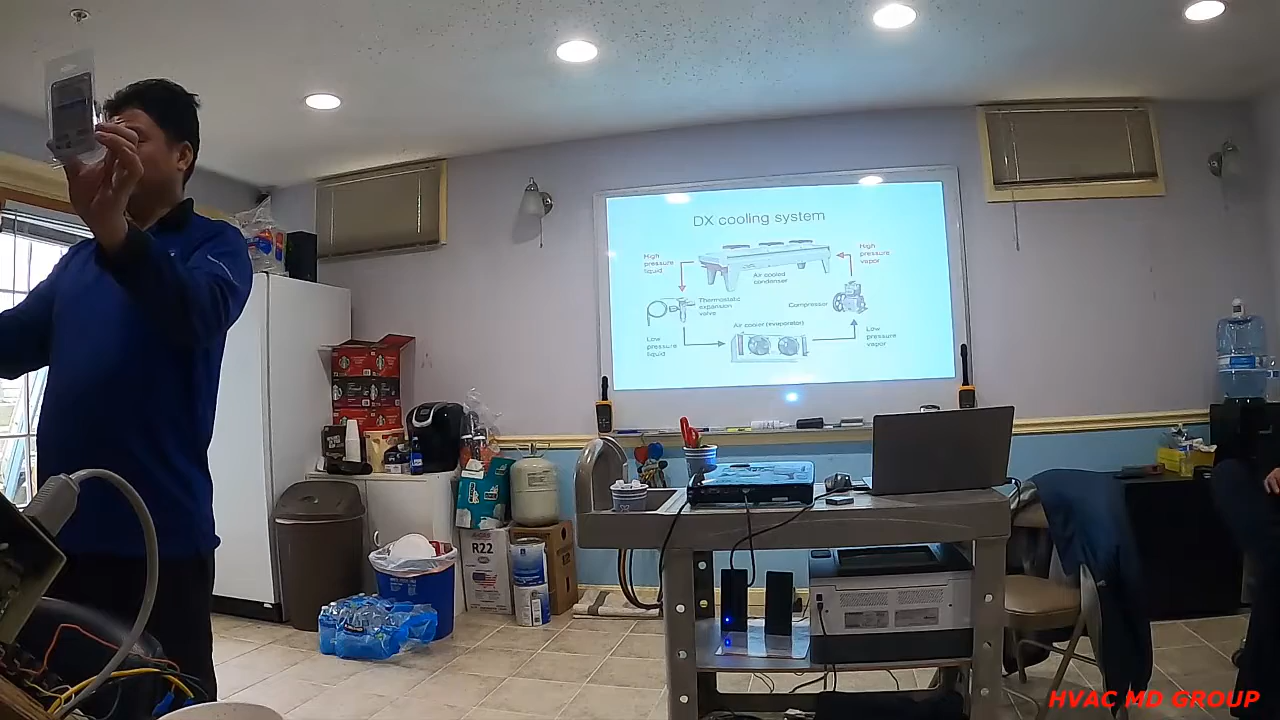 DX cooling system
High
pressure
liquid
High
pressure
vapor
Air cooled
condenser
Thermostatic
expansion
valve
Compressor
Air cooler (evaporator)
Low
pressure
liquid
Low
pressure
vapor
R22
HVAC MD GROUP